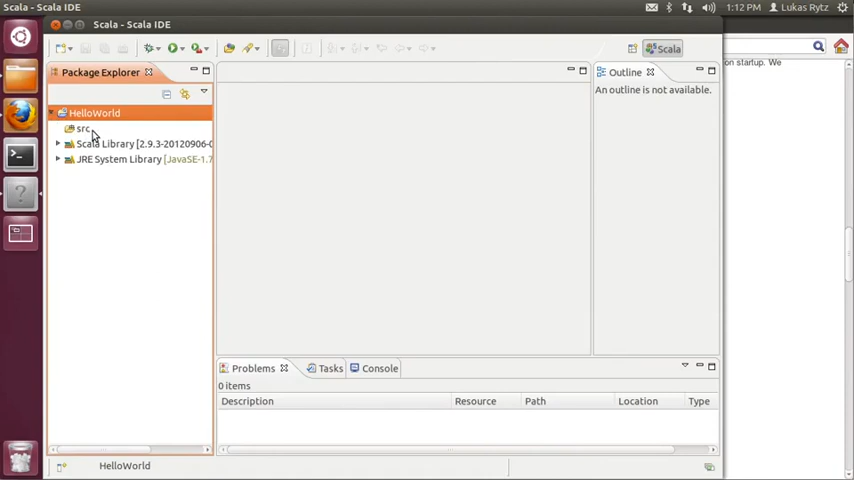 Scala - Scala IDE
1:12 PM
Lukas Rytz
Scala - Scala IDE
Scala
on startup. We
Package Explorer
Outline
An outline is not available.
HelloWorld
src
Scala Library [2.9.3-20120906-0
JRE System Library [JavaSE-1.7
Problems
Tasks
Console
0 items
Description
Resource
Path
Location
Type
HelloWorld